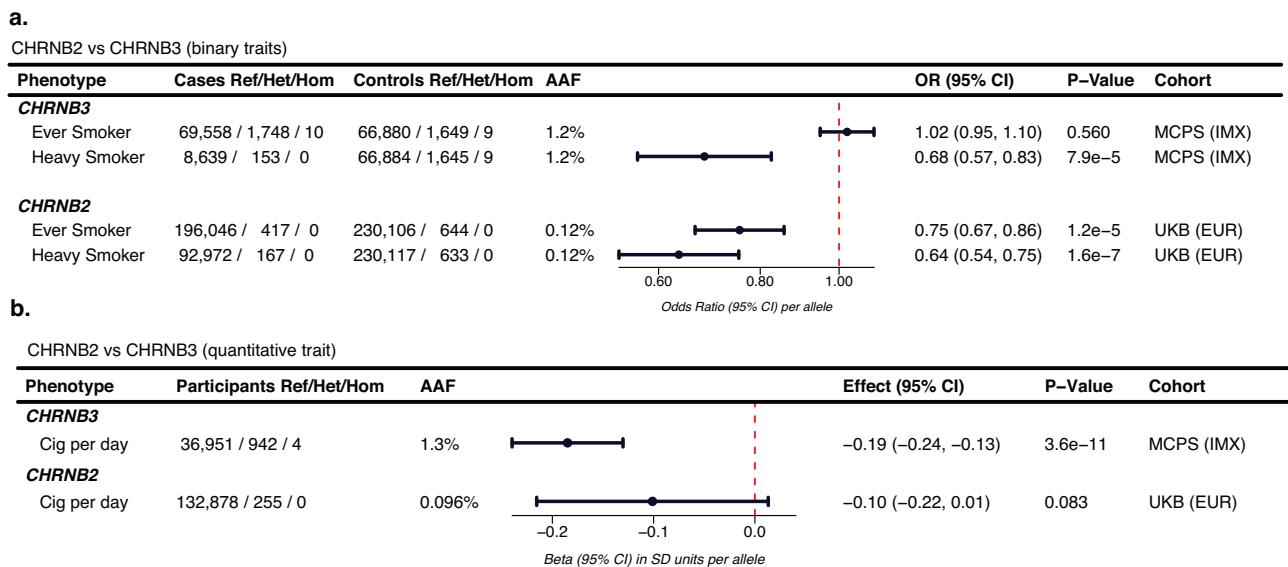 a.
CHRNB2 vs CHRNB3 (binary traits)
Phenotype Cases Ref/Het/Hom Controls Ref/Het/Hom AAF OR (95% CI) P−Value Cohort
CHRNB3
Ever Smoker 69,558 / 1,748 / 10 66,880 / 1,649 / 9 1.2% 1.02 (0.95, 1.10) 0.560 MCPS (IMX)
Heavy Smoker 8,639 / 153 / 0 66,884 / 1,645 / 9 1.2% 0.68 (0.57, 0.83) 7.9e−5 MCPS (IMX)
CHRNB2
Ever Smoker 196,046 / 417 / 0 230,106 / 644 / 0 0.12% 0.75 (0.67, 0.86) 1.2e−5 UKB (EUR)
Heavy Smoker 92,972 / 167 / 0 230,117 / 633 / 0 0.12% 0.64 (0.54, 0.75) 1.6e−7 UKB (EUR)
0.60 0.80 1.00
Odds Ratio (95% CI) per allele
b.
CHRNB2 vs CHRNB3 (quantitative trait)
Phenotype Participants Ref/Het/Hom AAF Effect (95% CI) P−Value Cohort
CHRNB3
Cig per day 36,951 / 942 / 4 1.3% −0.19 (−0.24, −0.13) 3.6e−11 MCPS (IMX)
CHRNB2
Cig per day 132,878 / 255 / 0 0.096% −0.10 (−0.22, 0.01) 0.083 UKB (EUR)
−0.2 −0.1 0.0
Beta (95% CI) in SD units per allele